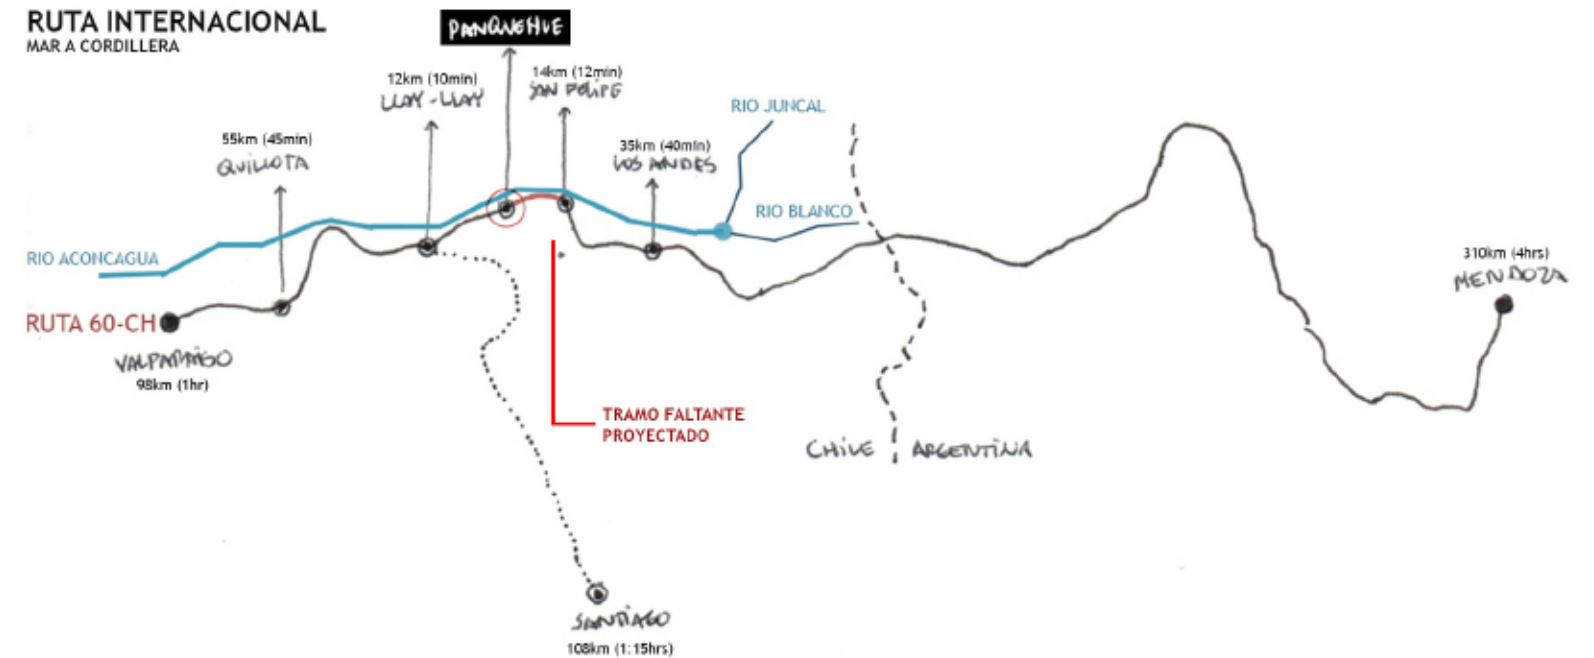 RUTA INTERNACIONAL
MAR A CORDILLERA
PANQUEHUE
12km (10min)
LLAY-LLAY
14km (12min)
SAN FELIPE
RIO JUNCAL
55km (45min)
QUILLOTA
35km (40min)
LOS ANDES
RIO BLANCO
RIO ACONCAGUA
310km (4hrs)
MENDOZA
RUTA 60-CH
VALPARAÍSO
98km (1hr)
TRAMO FALTANTE
PROYECTADO
CHILE
ARGENTINA
SANTIAGO
108km (1:15hrs)